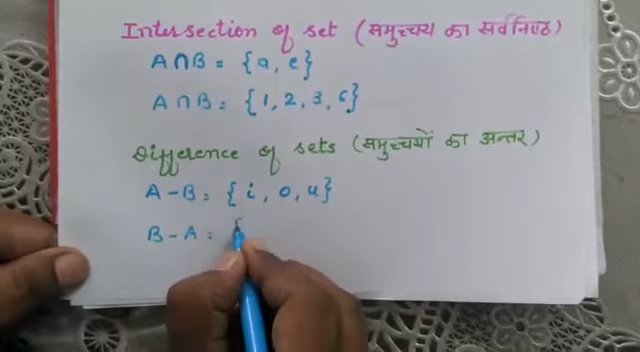 Intersection of set (समुच्चय का सर्वनिष्ठ)
A∩B = {a, e}
A∩B = {1, 2, 3, 6}
Difference of sets (समुच्चयों का अन्तर)
A-B = {i, o, u}
B-A =